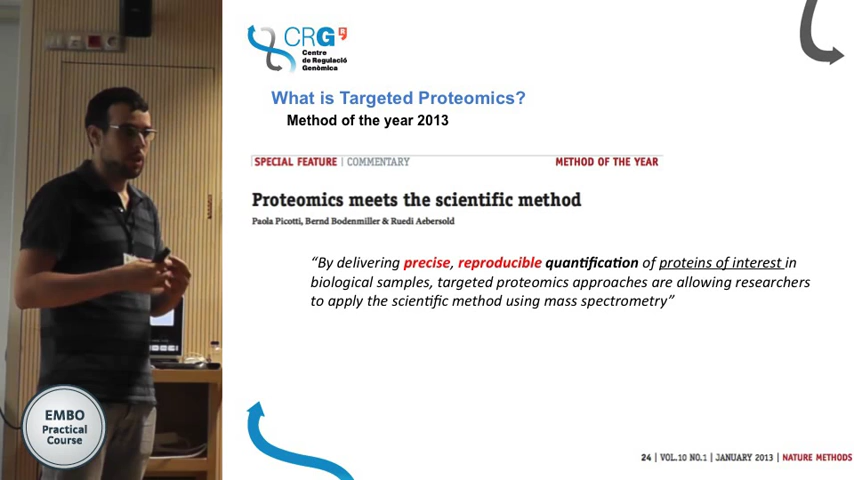 CRG
Centre
de Regulació
Genòmica
What is Targeted Proteomics?
Method of the year 2013
SPECIAL FEATURE | COMMENTARY
METHOD OF THE YEAR
Proteomics meets the scientific method
Paola Picotti, Bernd Bodenmiller & Ruedi Aebersold
“By delivering precise, reproducible quantification of proteins of interest in
biological samples, targeted proteomics approaches are allowing researchers
to apply the scientific method using mass spectrometry”
EMBO
Practical
Course
24 | VOL.10 NO.1 | JANUARY 2013 | NATURE METHODS